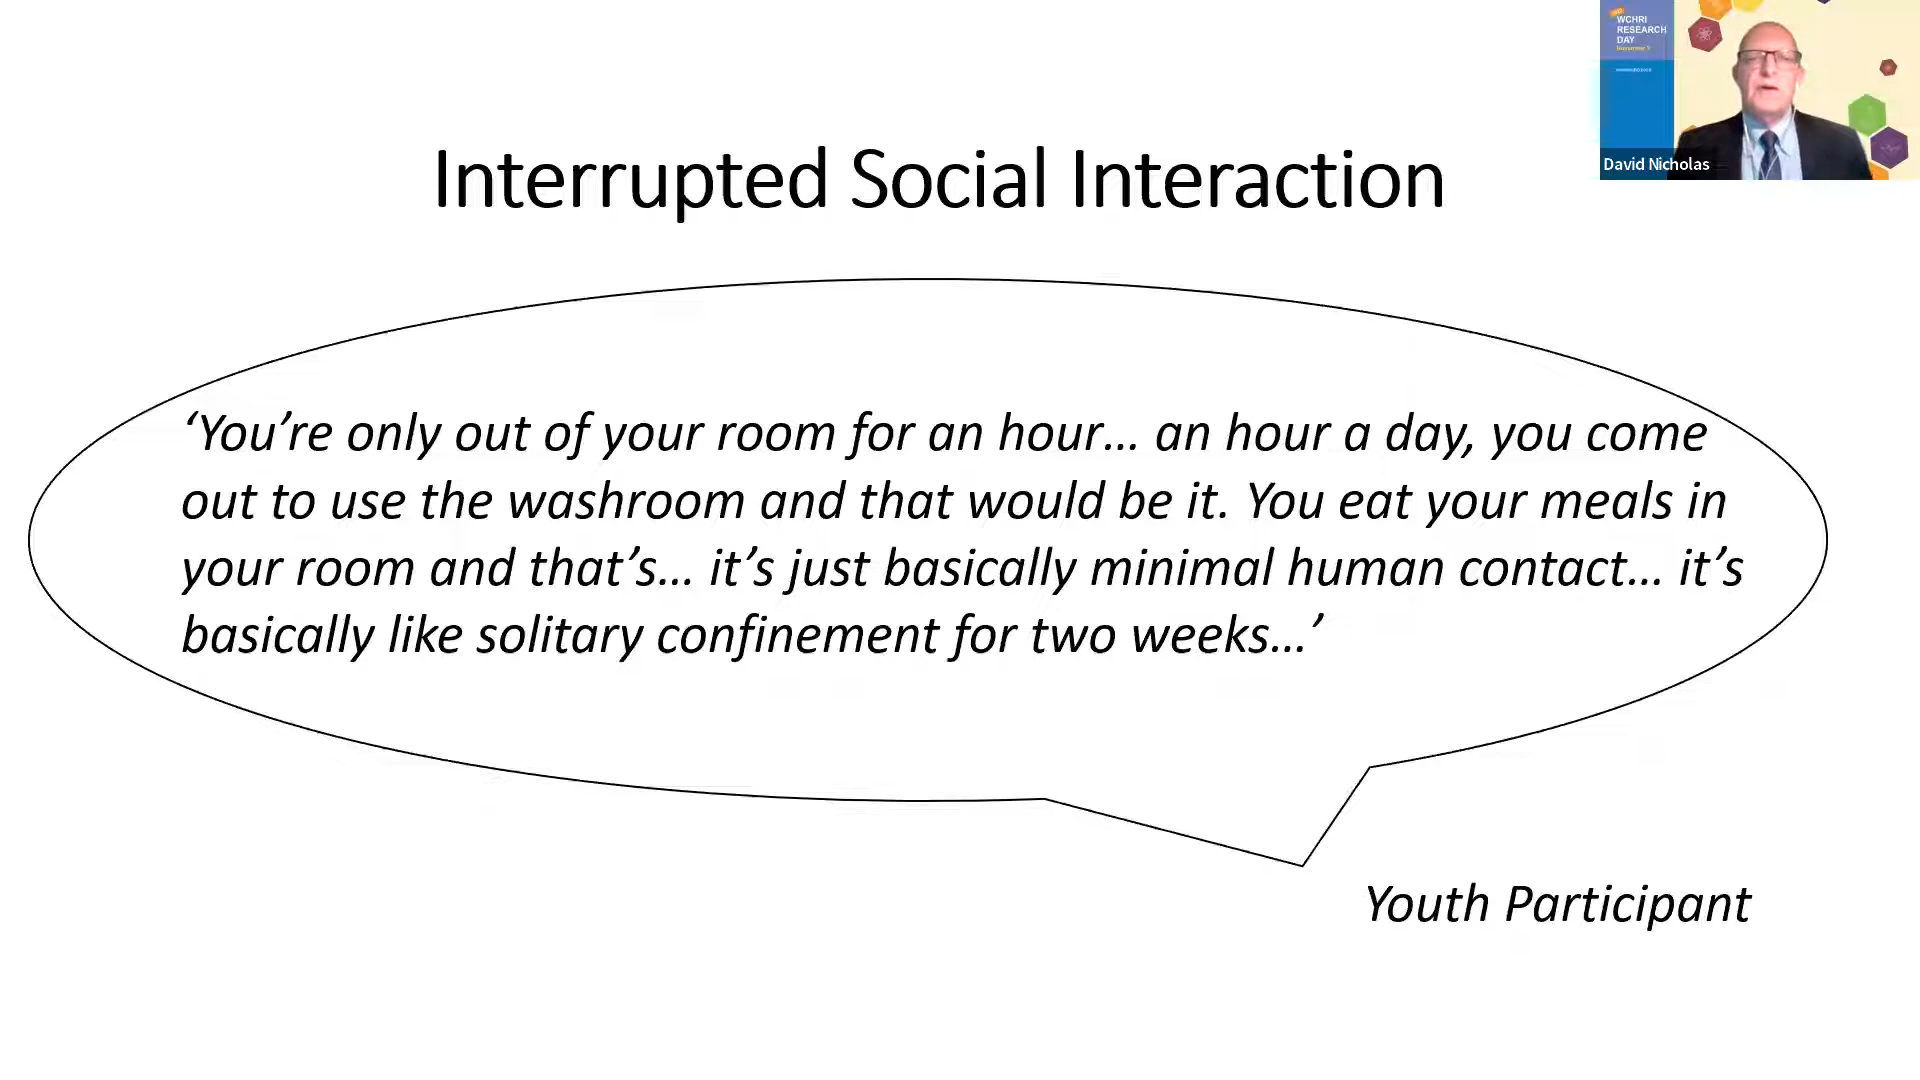 WCHRI
RESEARCH
DAY
David Nicholas
Interrupted Social Interaction
‘You’re only out of your room for an hour… an hour a day, you come
out to use the washroom and that would be it. You eat your meals in
your room and that’s… it’s just basically minimal human contact… it’s
basically like solitary confinement for two weeks…’
Youth Participant